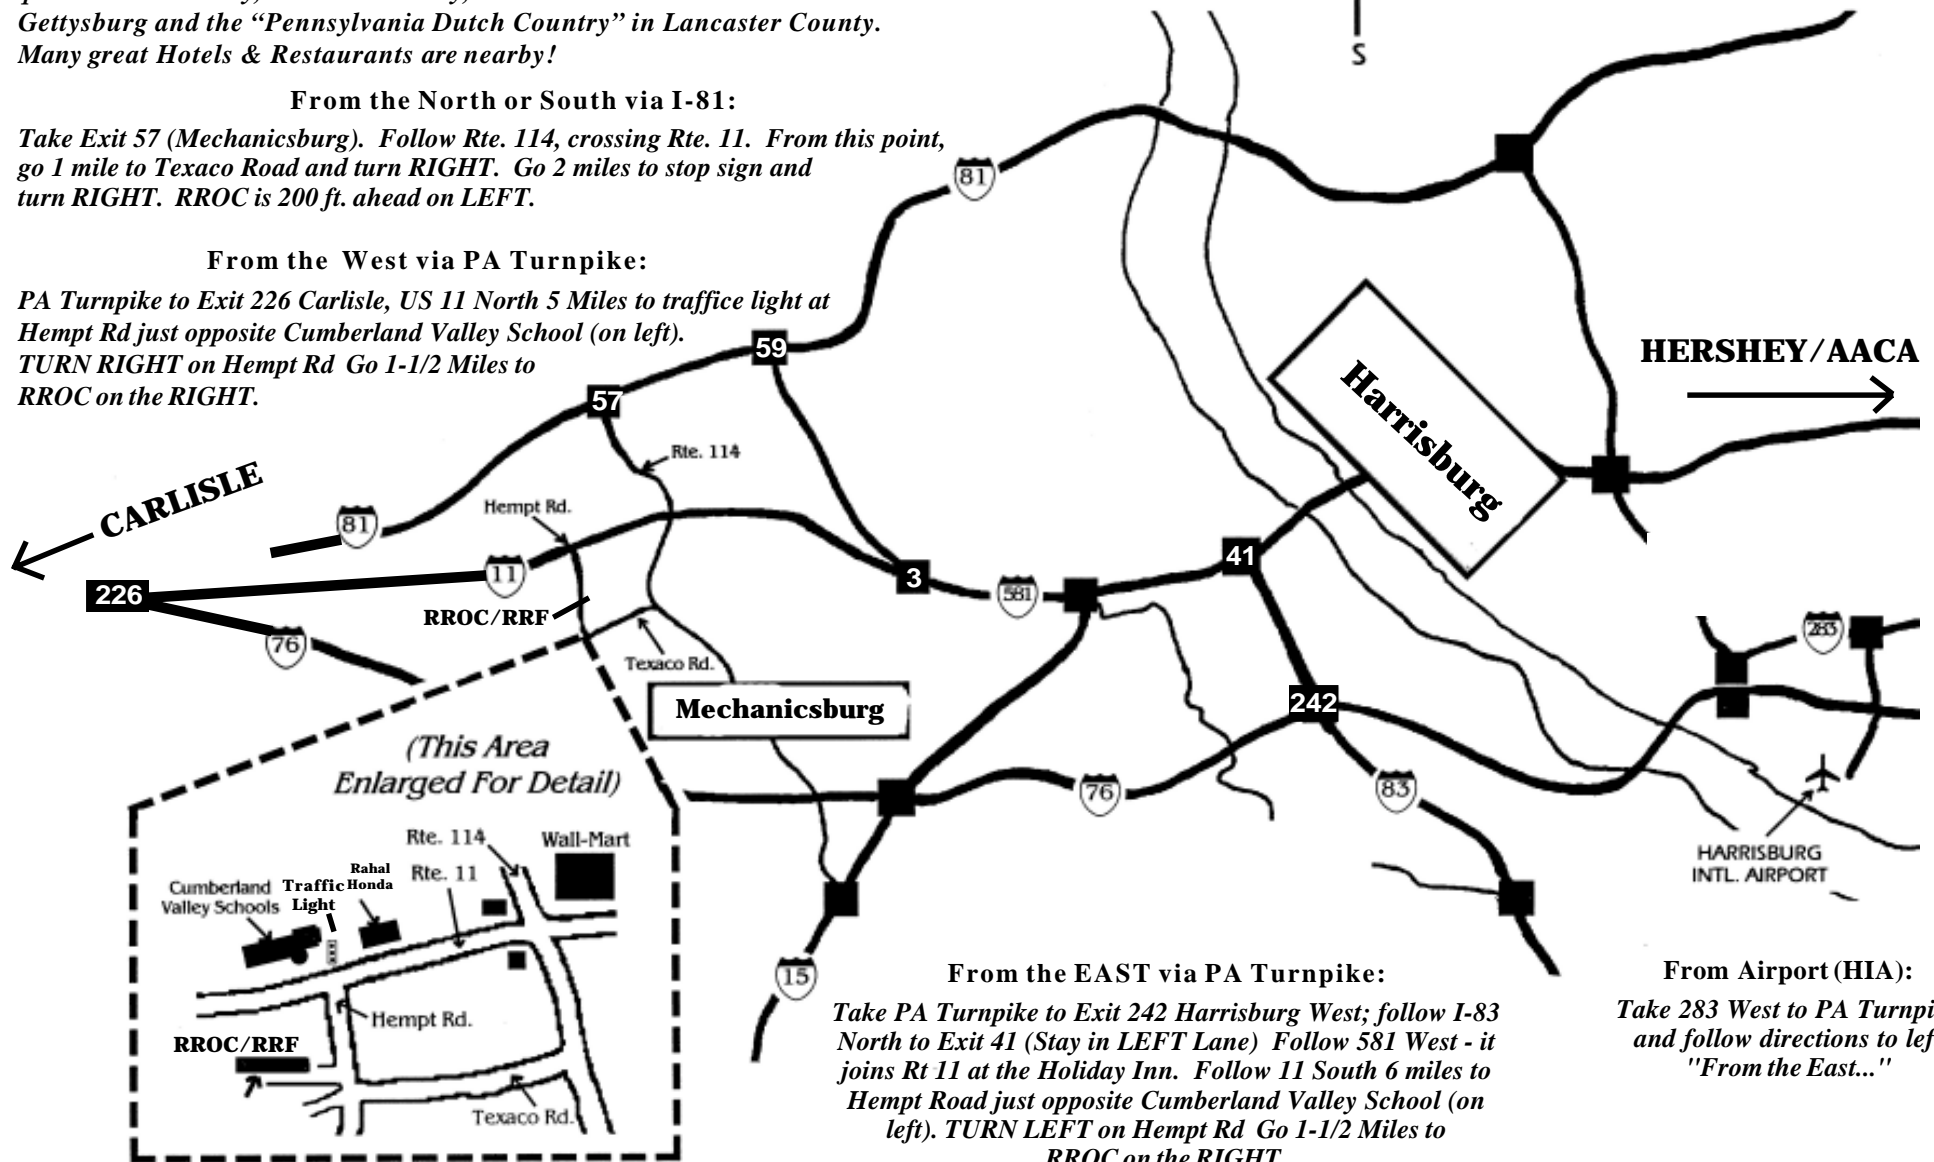 Gettysburg and the “Pennsylvania Dutch Country” in Lancaster County.
Many great Hotels & Restaurants are nearby!
From the North or South via I-81:
Take Exit 57 (Mechanicsburg). Follow Rte. 114, crossing Rte. 11. From this point,
go 1 mile to Texaco Road and turn RIGHT. Go 2 miles to stop sign and
turn RIGHT. RROC is 200 ft. ahead on LEFT.
From the West via PA Turnpike:
PA Turnpike to Exit 226 Carlisle, US 11 North 5 Miles to traffice light at
Hempt Rd just opposite Cumberland Valley School (on left).
TURN RIGHT on Hempt Rd Go 1-1/2 Miles to
RROC on the RIGHT.
S
81
59
57
Rte. 114
HERSHEY/AACA
Harrisburg
CARLISLE
81
Hempt Rd.
11
226
76
RROC/RRF
Texaco Rd.
3
581
41
242
283
Mechanicsburg
76
83
15
HARRISBURG
INTL. AIRPORT
(This Area
Enlarged For Detail)
Rte. 114
Wall-Mart
Rte. 11
Rahal
Honda
Traffic
Light
Cumberland
Valley Schools
Hempt Rd.
RROC/RRF
Texaco Rd.
From the EAST via PA Turnpike:
Take PA Turnpike to Exit 242 Harrisburg West; follow I-83
North to Exit 41 (Stay in LEFT Lane) Follow 581 West - it
joins Rt 11 at the Holiday Inn. Follow 11 South 6 miles to
Hempt Road just opposite Cumberland Valley School (on
left). TURN LEFT on Hempt Rd Go 1-1/2 Miles to
RROC on the RIGHT
From Airport (HIA):
Take 283 West to PA Turnpi
and follow directions to lef
"From the East..."